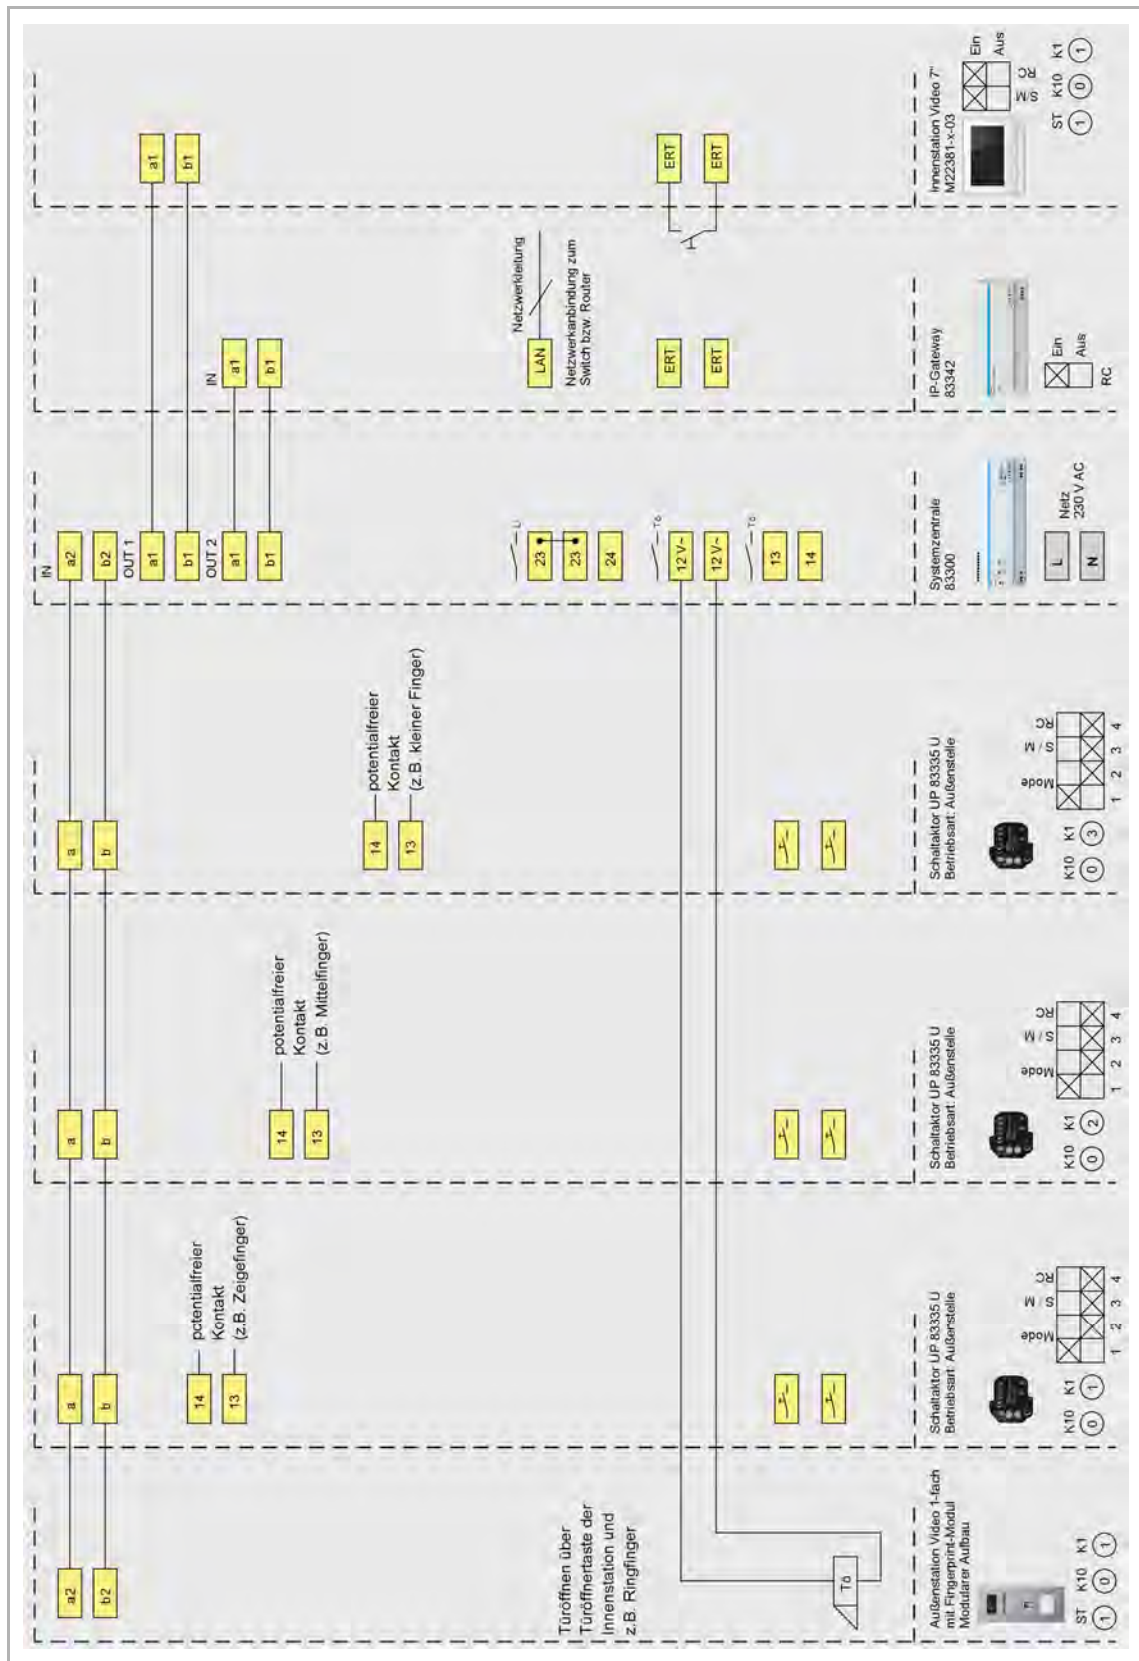 a2
b2
Türöffnen über
Türöffnertaste der
Innenstation und
z.B. Ringfinger
Tö
Außenstation Video 1-fach
mit Fingerprint-Modul
Modularer Aufbau
ST K10 K1
1 0 1
a
b
14
13
potentialfreier
Kontakt
(z.B. Zeigefinger)
Schaltaktor UP 83335 U
Betriebsart: Außenstelle
K10 K1
0 1
Mode S / M RC
1 2 3 4
a
b
14
13
potentialfreier
Kontakt
(z.B. Mittelfinger)
Schaltaktor UP 83335 U
Betriebsart: Außenstelle
K10 K1
0 2
Mode S / M RC
1 2 3 4
a
b
14
13
potentialfreier
Kontakt
(z.B. kleiner Finger)
Schaltaktor UP 83335 U
Betriebsart: Außenstelle
K10 K1
0 3
Mode S / M RC
1 2 3 4
IN
a2
b2
OUT 1
a1
b1
OUT 2
a1
b1
Li
23
23
24
Tö
12 V~
12 V~
Tö
13
14
Systemzentrale
83300
L
N
Netz
230 V AC
IN
a1
b1
LAN
Netzwerkleitung
Netzwerkanbindung zum
Switch bzw. Router
ERT
ERT
IP-Gateway
83342
Ein
Aus
RC
a1
b1
ERT
ERT
Innenstation Video 7"
M22381-x-03
Ein
Aus
S/M RC
ST K10 K1
1 0 1